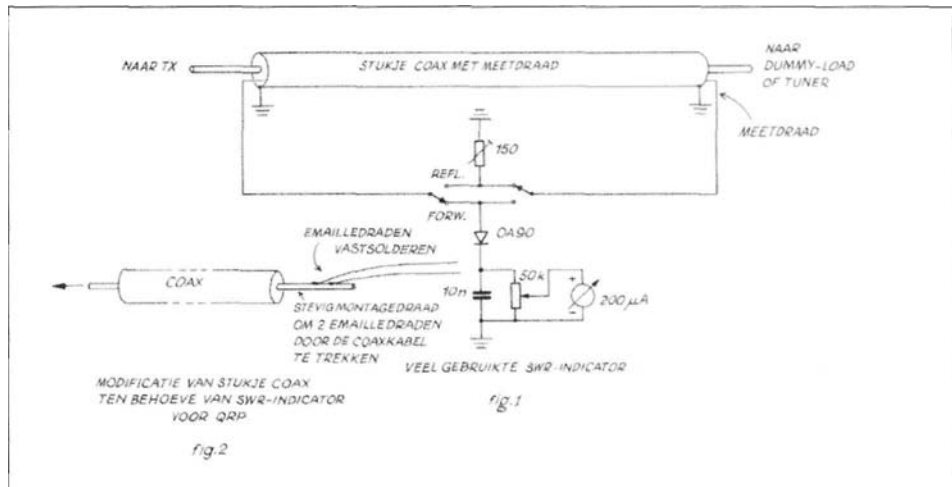 NAAR TX
STUKJE COAX MET MEETDRAAD
NAAR
DUMMY-LOAD
OF TUNER
MEETDRAAD
150
REFL.
FORW.
OA90
EMAILLEDRADEN
VASTSOLDEREN
COAX
10n
50k
+
-
200 µA
STEVIG MONTAGEDRAAD
OM 2 EMAILLEDRADEN
DOOR DE COAXKABEL
TE TREKKEN
VEEL GEBRUIKTE SWR-INDICATOR
fig.1
MODIFICATIE VAN STUKJE COAX
TEN BEHOEVE VAN SWR-INDICATOR
VOOR QRP
fig.2